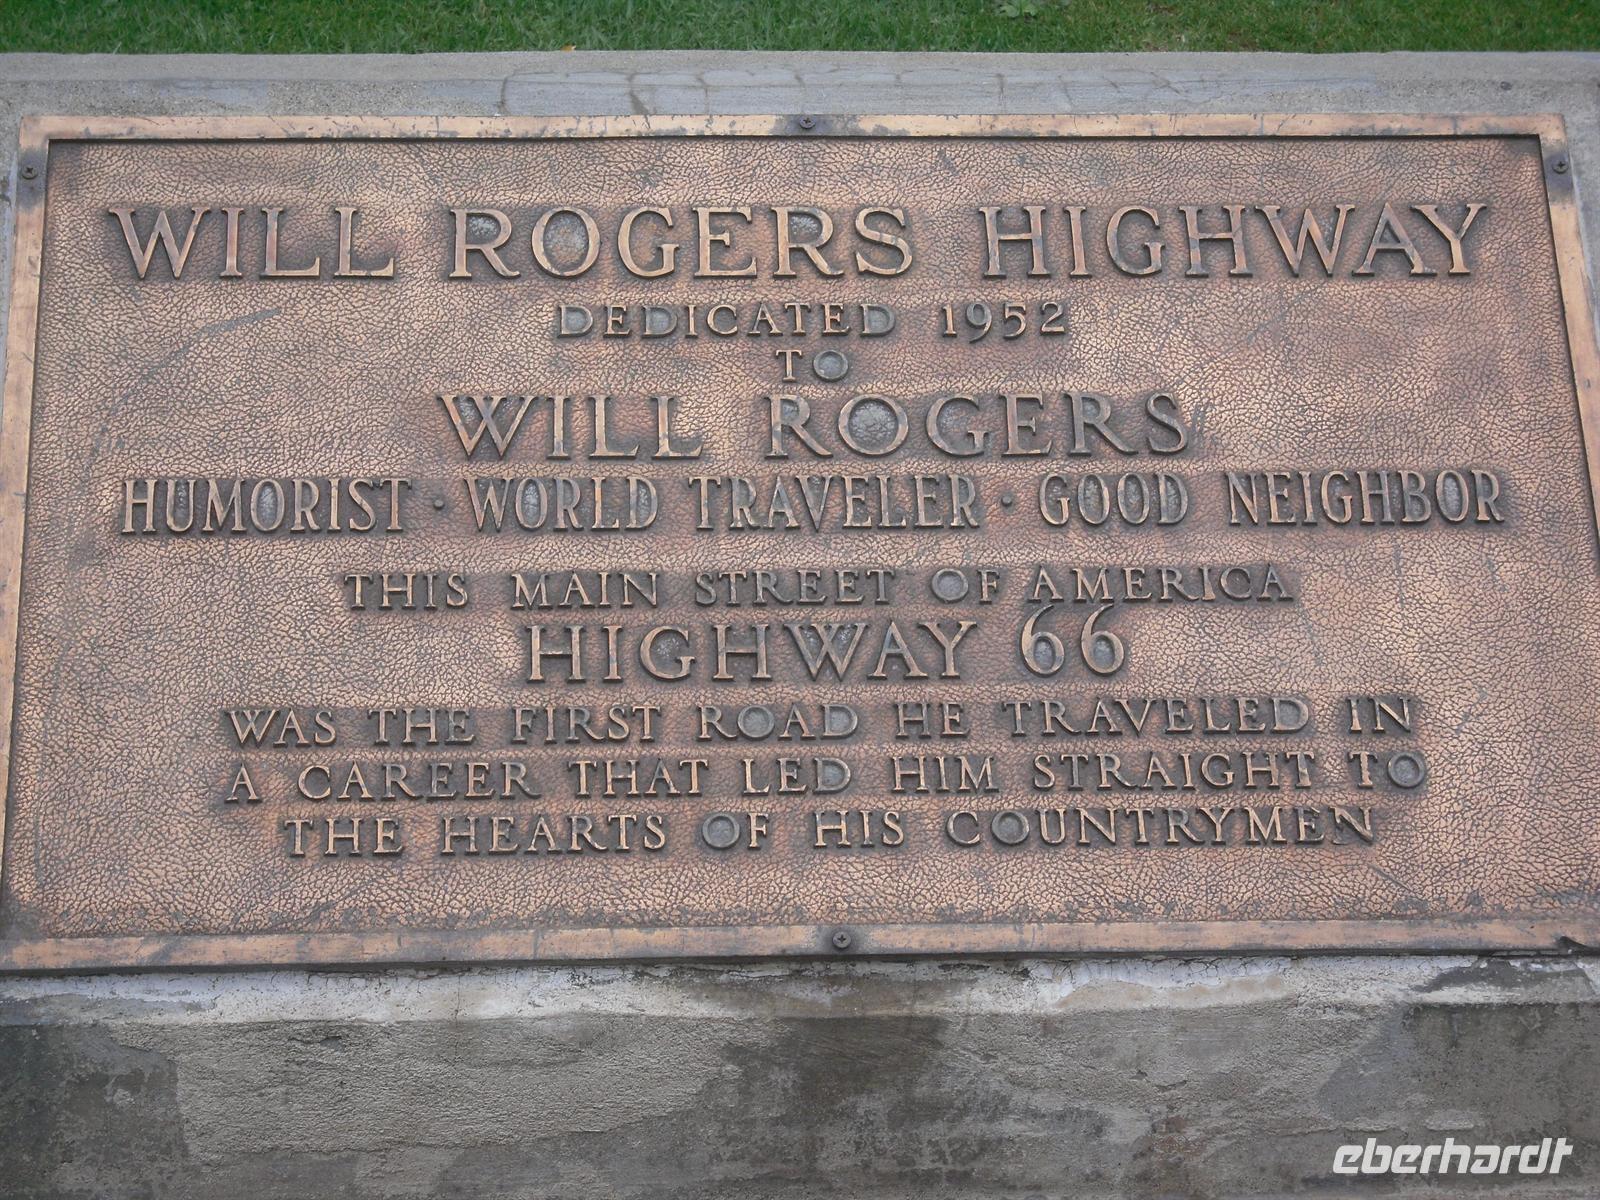 WILL ROGERS HIGHWAY
DEDICATED 1952
TO
WILL ROGERS
HUMORIST · WORLD TRAVELER · GOOD NEIGHBOR
THIS MAIN STREET OF AMERICA
HIGHWAY 66
WAS THE FIRST ROAD HE TRAVELED IN
A CAREER THAT LED HIM STRAIGHT TO
THE HEARTS OF HIS COUNTRYMEN
eberhardt